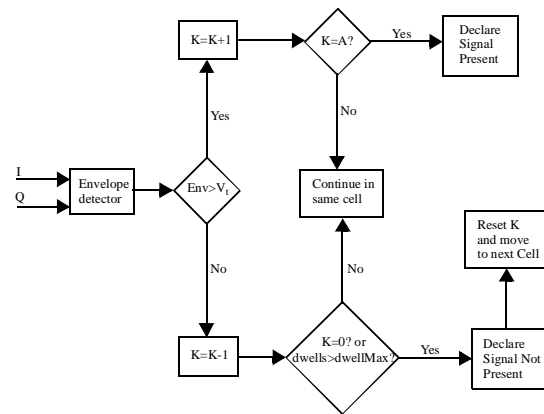 K=K+1
K=A?
Yes
Declare
Signal
Present
Yes
No
I
Q
Envelope
detector
Env>Vt
Continue in
same cell
Reset K
and move
to next Cell
No
No
K=K-1
K=0? or
dwells>dwellMax?
Yes
Declare
Signal Not
Present